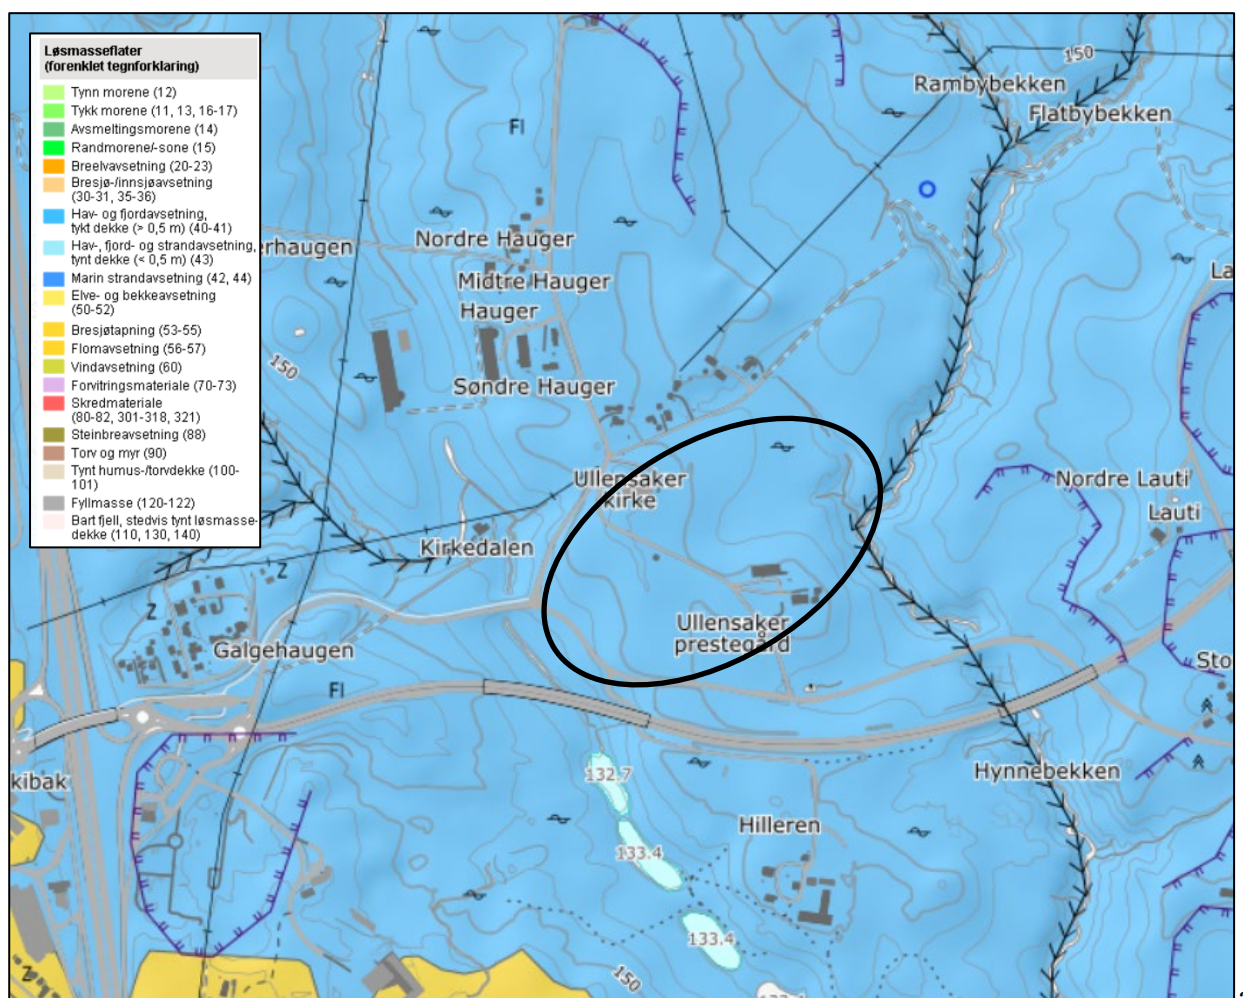 Løsmasseflater
(forenklet tegnforklaring)
Tynn morene (12)
Tykk morene (11, 13, 16-17)
Avsmeltingsmorene (14)
Randmorene/-sone (15)
Breelvavsetning (20-23)
Bresjø-/innsjøavsetning
(30-31, 35-36)
Hav- og fjordavsetning,
tykt dekke (> 0,5 m) (40-41)
Hav-, fjord- og strandavsetning,
tynt dekke (< 0,5 m) (43)
Marin strandavsetning (42, 44)
Elve- og bekkeavsetning
(50-52)
Bresjøtapning (53-55)
Flomavsetning (56-57)
Vindavsetning (60)
Forvitringsmateriale (70-73)
Skredmateriale
(80-82, 301-318, 321)
Steinbreavsetning (88)
Torv og myr (90)
Tynt humus-/torvdekke (100-
101)
Fyllmasse (120-122)
Bart fjell, stedvis tynt løsmasse-
dekke (110, 130, 140)
150
Rambybekken
Flatbybekken
Fl
Nordre Hauger
erhaugen
La
Midtre Hauger
Hauger
150
Søndre Hauger
Ullensaker
kirke
Nordre Lauti
Lauti
Kirkedalen
Z
Z
Ullensaker
prestegård
Galgehaugen
Sto
Fl
kibak
132.7
Hynnebekken
Hilleren
133.4
133.4
Z
150